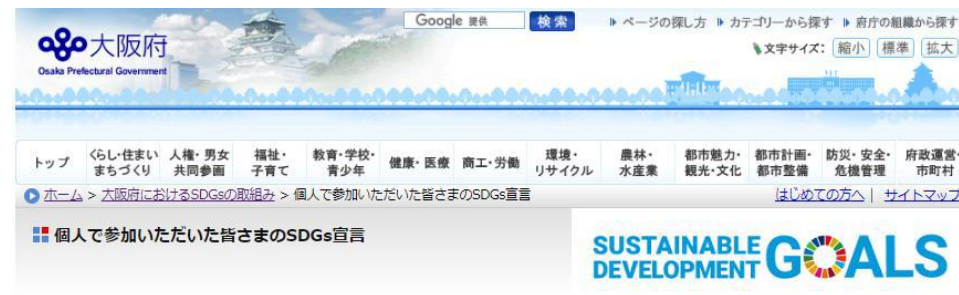 Google 提供
検索
ページの探し方
カテゴリーから探す
府庁の組織から探す
大阪府
Osaka Prefectural Government
文字サイズ：
縮小
標準
拡大
トップ
くらし・住まい
まちづくり
人権・男女
共同参画
福祉・
子育て
教育・学校・
青少年
健康・医療
商工・労働
環境・
リサイクル
農林・
水産業
都市魅力・
観光・文化
都市計画・
都市整備
防災・安全・
危機管理
府政運営・
市町村
ホーム > 大阪府におけるSDGsの取組み > 個人で参加いただいた皆さまのSDGs宣言
はじめての方へ | サイトマップ
個人で参加いただいた皆さまのSDGs宣言
SUSTAINABLE
DEVELOPMENT
GOALS